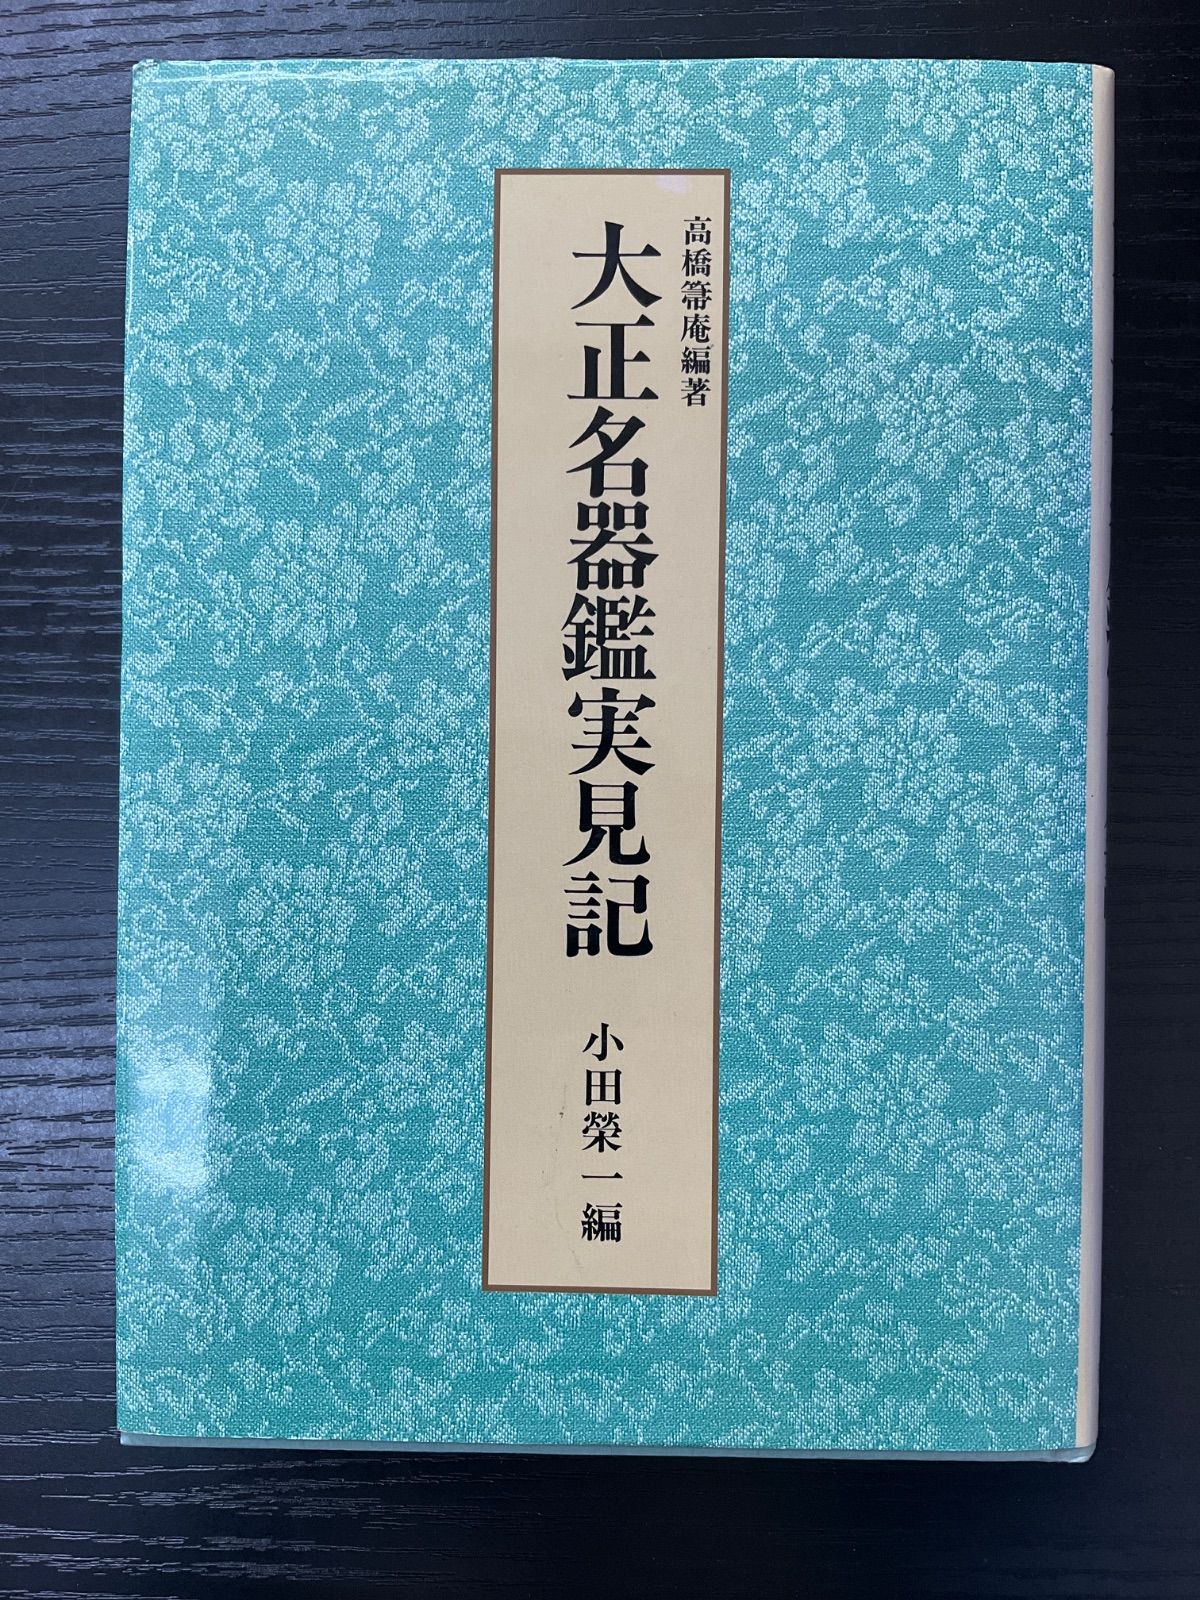 高橋箒庵編著
大正名器鑑実見記
小田榮一編